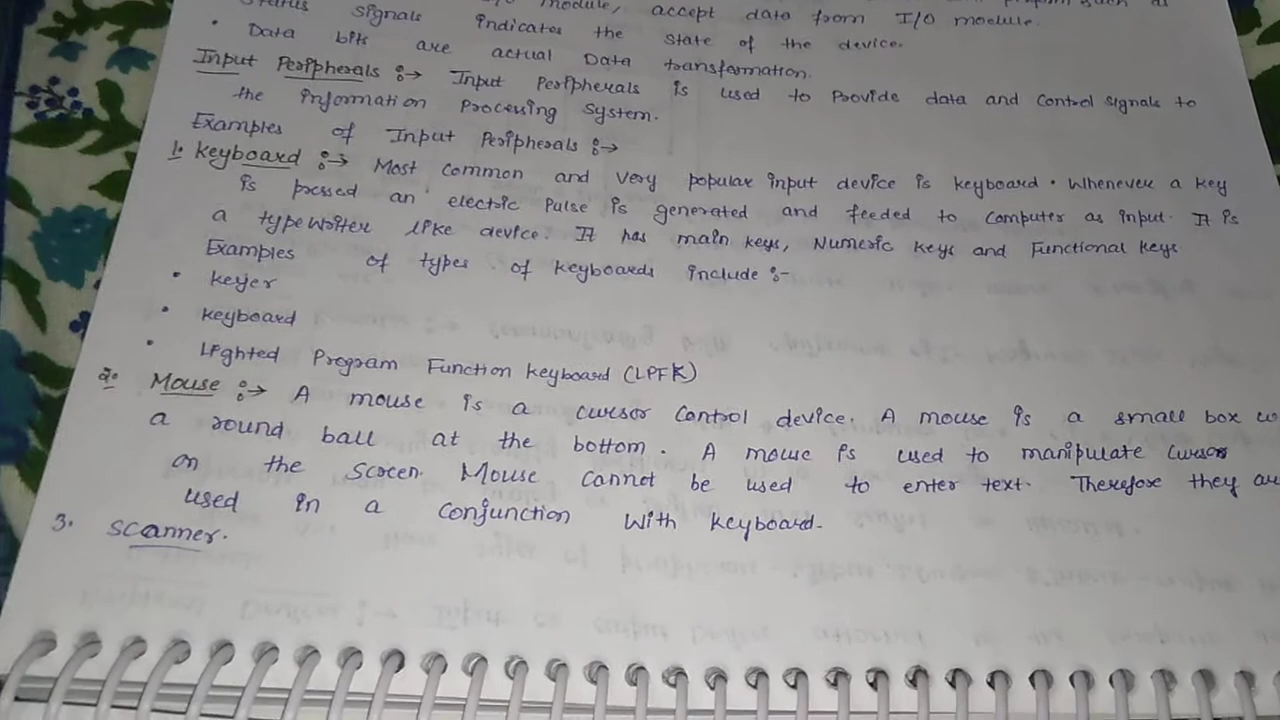 module, accept data from I/O module.
Status signals indicates the state of the device.
• Data bits are actual Data transformation.
Input Peripherals :→ Input Peripherals is used to Provide data and control signals to
the information Processing System.
Examples of Input Peripherals :→
1. Keyboard :→ Most common and very popular input device is keyboard. Whenever a key
is pressed an electric pulse is generated and feeded to computer as input. It is
a typewriter like device. It has main keys, Numeric keys and Functional keys
Examples of types of keyboards include :-
• keyer
• keyboard
• Lighted Program Function keyboard (LPFK)
2. Mouse :→ A mouse is a cursor control device. A mouse is a small box
a round ball at the bottom. A mouse is used to manipulate cursor
on the screen. Mouse cannot be used to enter text. Therefore they
used in a conjunction with keyboard.
3. Scanner.